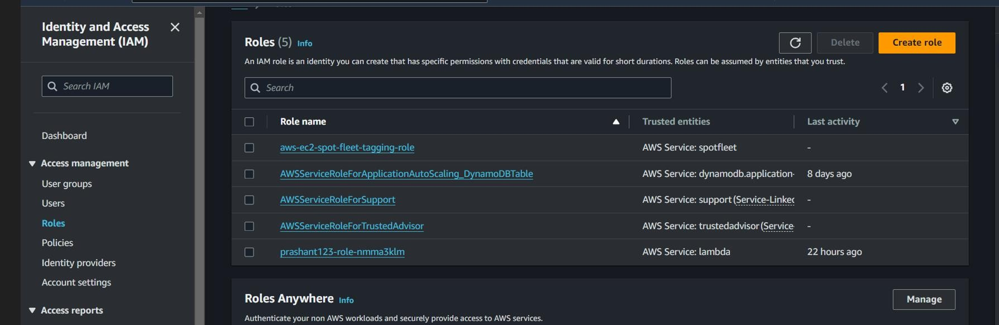 Identity and Access
Management (IAM)
Search IAM
Dashboard
Access management
User groups
Users
Roles
Policies
Identity providers
Account settings
Access reports
Roles (5) Info
Delete
Create role
An IAM role is an identity you can create that has specific permissions with credentials that are valid for short durations. Roles can be assumed by entities that you trust.
Search
1
Role name Trusted entities Last activity
aws-ec2-spot-fleet-tagging-role AWS Service: spotfleet -
AWSServiceRoleForApplicationAutoScaling_DynamoDBTable AWS Service: dynamodb.application- 8 days ago
AWSServiceRoleForSupport AWS Service: support (Service-Linked -
AWSServiceRoleForTrustedAdvisor AWS Service: trustedadvisor (Service- -
prashant123-role-nmma3klm AWS Service: lambda 22 hours ago
Roles Anywhere Info
Manage
Authenticate your non AWS workloads and securely provide access to AWS services.